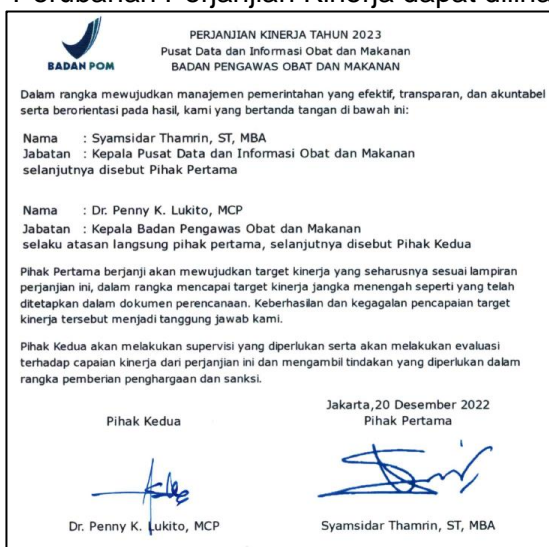 PERJANJIAN KINERJA TAHUN 2023
Pusat Data dan Informasi Obat dan Makanan
BADAN PENGAWAS OBAT DAN MAKANAN
BADAN POM
Dalam rangka mewujudkan manajemen pemerintahan yang efektif, transparan, dan akuntabel
serta berorientasi pada hasil, kami yang bertanda tangan di bawah ini:
Nama : Syamsidar Thamrin, ST, MBA
Jabatan : Kepala Pusat Data dan Informasi Obat dan Makanan
selanjutnya disebut Pihak Pertama
Nama : Dr. Penny K. Lukito, MCP
Jabatan : Kepala Badan Pengawas Obat dan Makanan
selaku atasan langsung pihak pertama, selanjutnya disebut Pihak Kedua
Pihak Pertama berjanji akan mewujudkan target kinerja yang seharusnya sesuai lampiran
perjanjian ini, dalam rangka mencapai target kinerja jangka menengah seperti yang telah
ditetapkan dalam dokumen perencanaan. Keberhasilan dan kegagalan pencapaian target
kinerja tersebut menjadi tanggung jawab kami.
Pihak Kedua akan melakukan supervisi yang diperlukan serta akan melakukan evaluasi
terhadap capaian kinerja dari perjanjian ini dan mengambil tindakan yang diperlukan dalam
rangka pemberian penghargaan dan sanksi.
Jakarta,20 Desember 2022
Pihak Kedua
Pihak Pertama
Dr. Penny K. Lukito, MCP
Syamsidar Thamrin, ST, MBA